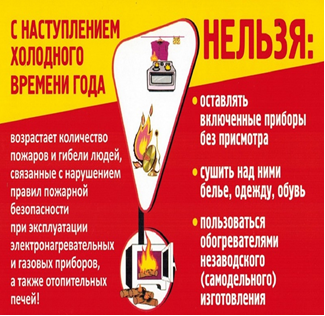 С НАСТУПЛЕНИЕМ
ХОЛОДНОГО
ВРЕМЕНИ ГОДА
возрастает количество
пожаров и гибели людей,
связанные с нарушением
правил пожарной
безопасности
при эксплуатации
электронагревательных
и газовых приборов,
а также отопительных
печей!
НЕЛЬЗЯ:
• оставлять
включенные приборы
без присмотра
• сушить над ними
белье, одежду, обувь
• пользоваться
обогревателями
незаводского
(самодельного)
изготовления